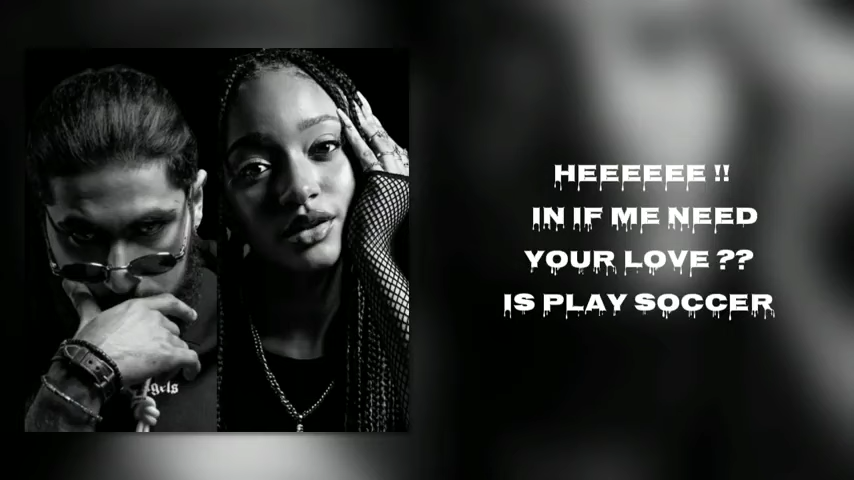 HEEEEEE !!
IN IF ME NEED
YOUR LOVE ??
IS PLAY SOCCER